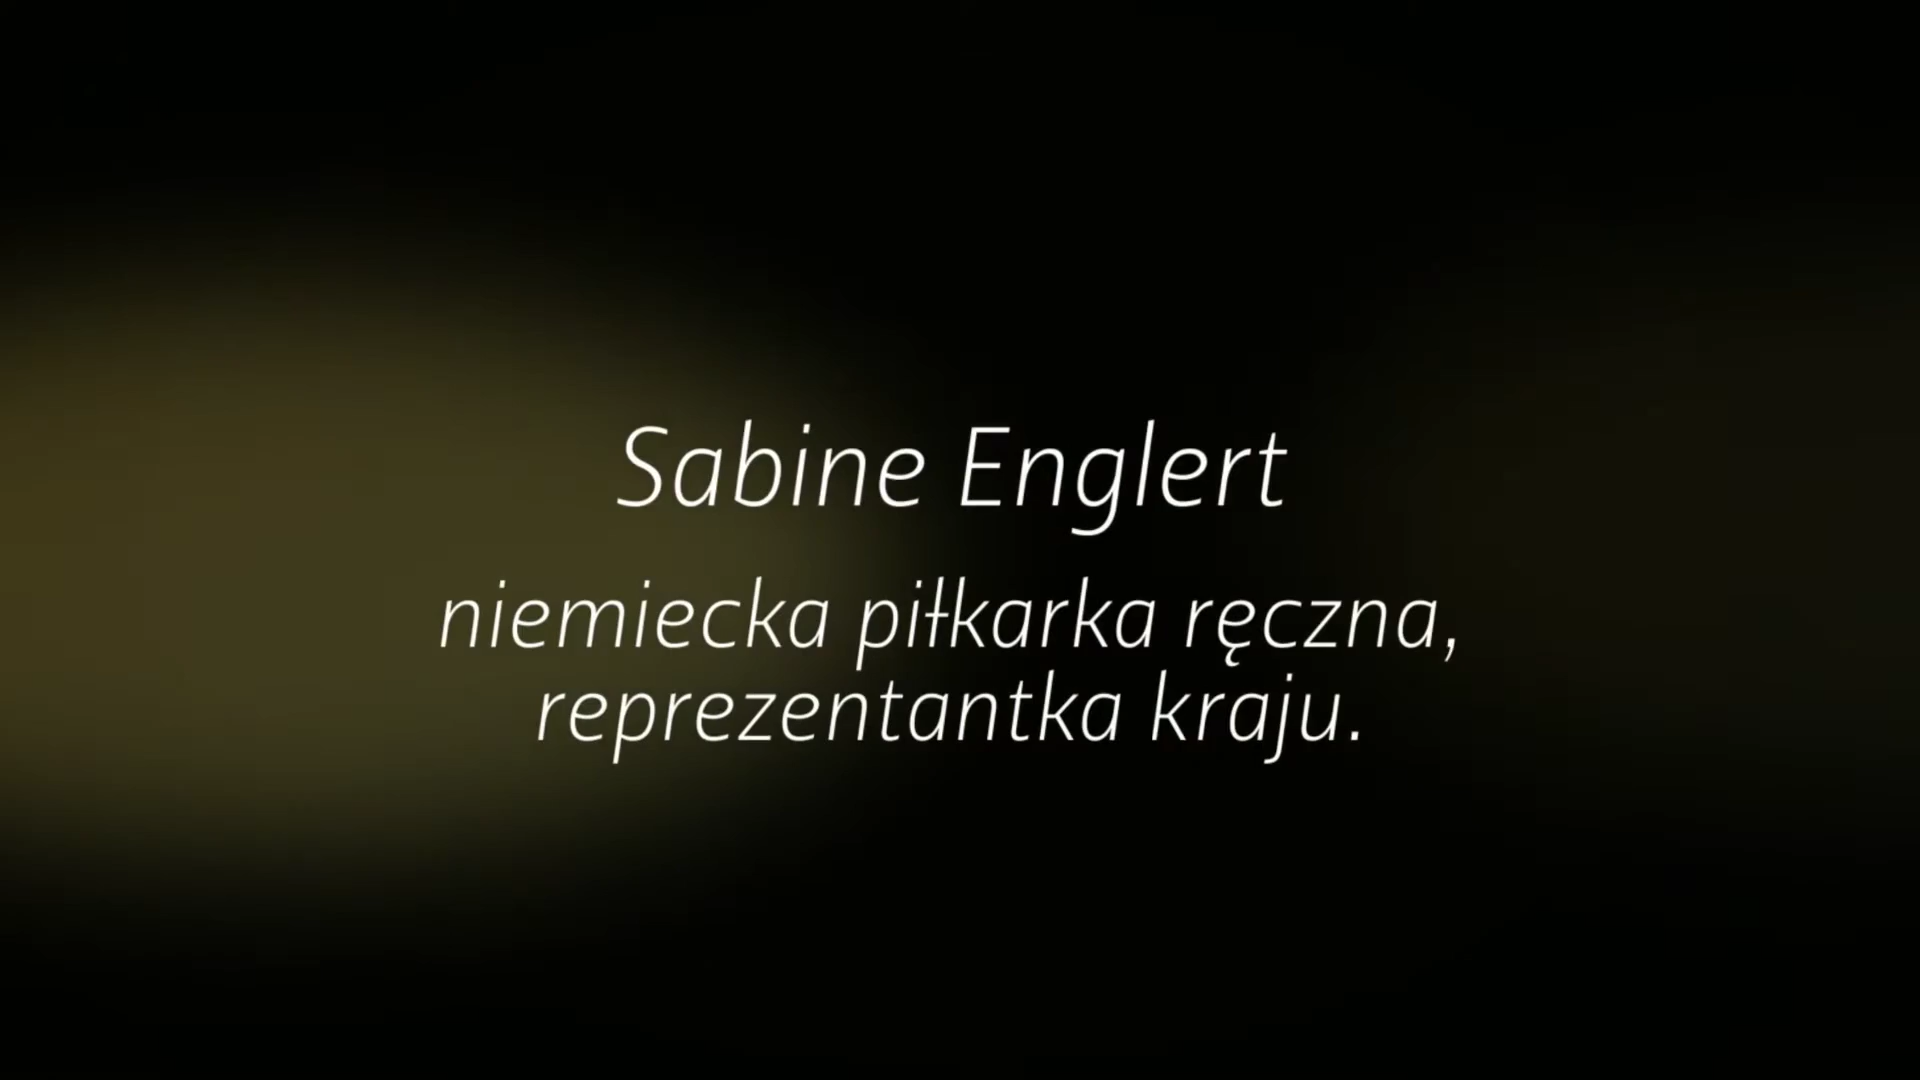 Sabine Englert
niemiecka piłkarka ręczna,
reprezentantka kraju.